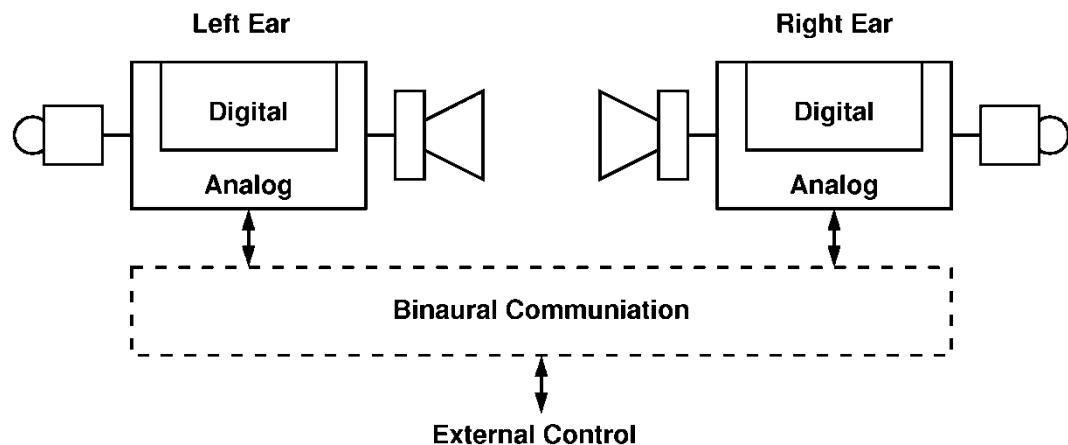 Left Ear
Right Ear
Digital
Digital
Analog
Analog
Binaural Communiation
External Control